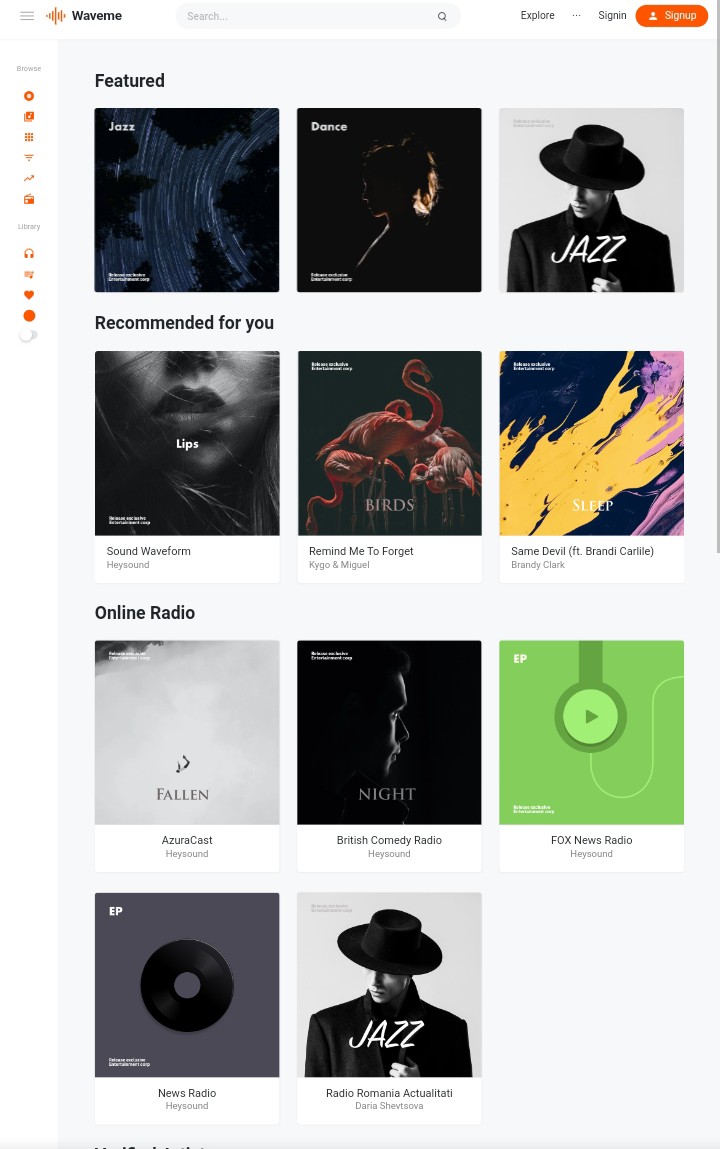 Waveme
Search...
Explore
···
Signin
Signup
Browse
Library
Featured
Jazz
Release exclusive
Entertainment corp
Dance
Release exclusive
Entertainment corp
Release exclusive
Entertainment corp
JAZZ
Recommended for you
Lips
Release exclusive
Entertainment corp
Sound Waveform
Heysound
Release exclusive
Entertainment corp
BIRDS
Remind Me To Forget
Kygo & Miguel
Release exclusive
Entertainment corp
SLEEP
Same Devil (ft. Brandi Carlile)
Brandy Clark
Online Radio
Release exclusive
Entertainment corp
FALLEN
AzuraCast
Heysound
Release exclusive
Entertainment corp
NIGHT
British Comedy Radio
Heysound
EP
Release exclusive
Entertainment corp
FOX News Radio
Heysound
EP
Release exclusive
Entertainment corp
News Radio
Heysound
Release exclusive
Entertainment corp
JAZZ
Radio Romania Actualitati
Daria Shevtsova